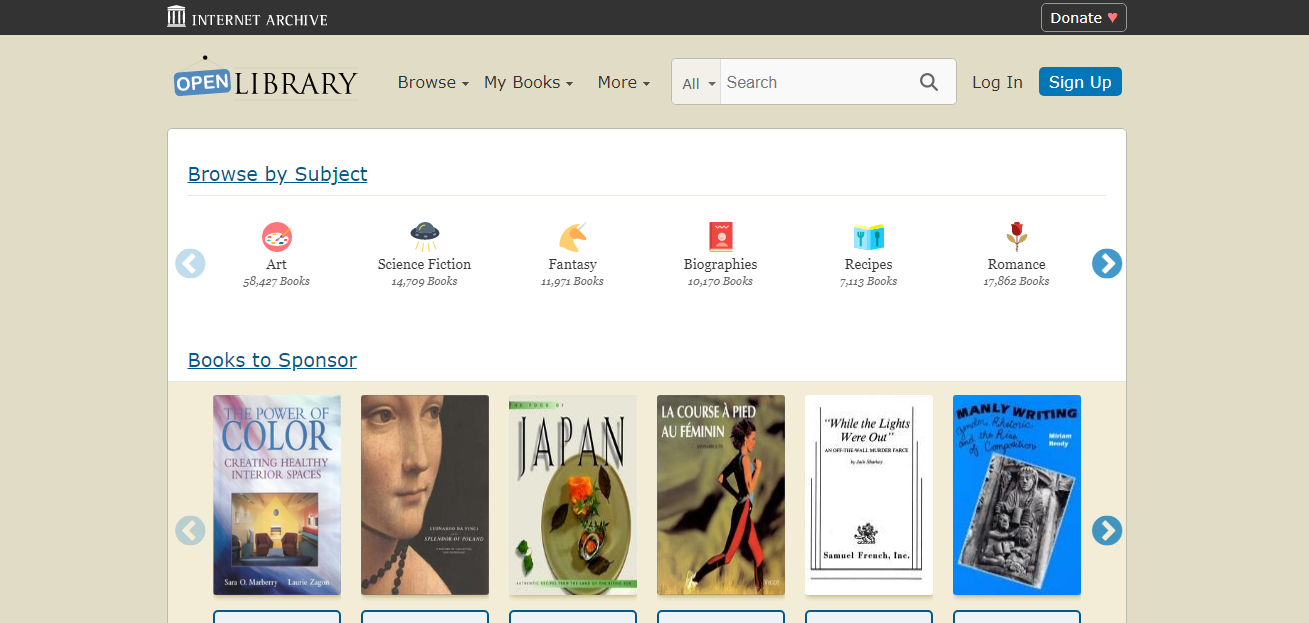 INTERNET ARCHIVE
Donate ♥
OPEN LIBRARY
Browse
My Books
More
All
Search
Log In
Sign Up
Browse by Subject
Art
58,427 Books
Science Fiction
14,709 Books
Fantasy
11,971 Books
Biographies
10,170 Books
Recipes
7,113 Books
Romance
17,862 Books
Books to Sponsor
THE POWER OF
COLOR
CREATING HEALTHY
INTERIOR SPACES
Sara O. Marberry Laurie Zagon
LEONARDO DA VINCI
SPLENDOR OF POLAND
THE FOOD OF
JAPAN
AUTHENTIC RECIPES FROM THE LAND OF THE RISING SUN
LA COURSE À PIED
AU FÉMININ
VIGOT
"While the Lights
Were Out"
AN OFF-THE-WALL MURDER FARCE
by Jack Sharkey
Samuel French, Inc.
MANLY WRITING
Gender, Rhetoric,
and the Rise
of Composition
Miriam
Brody